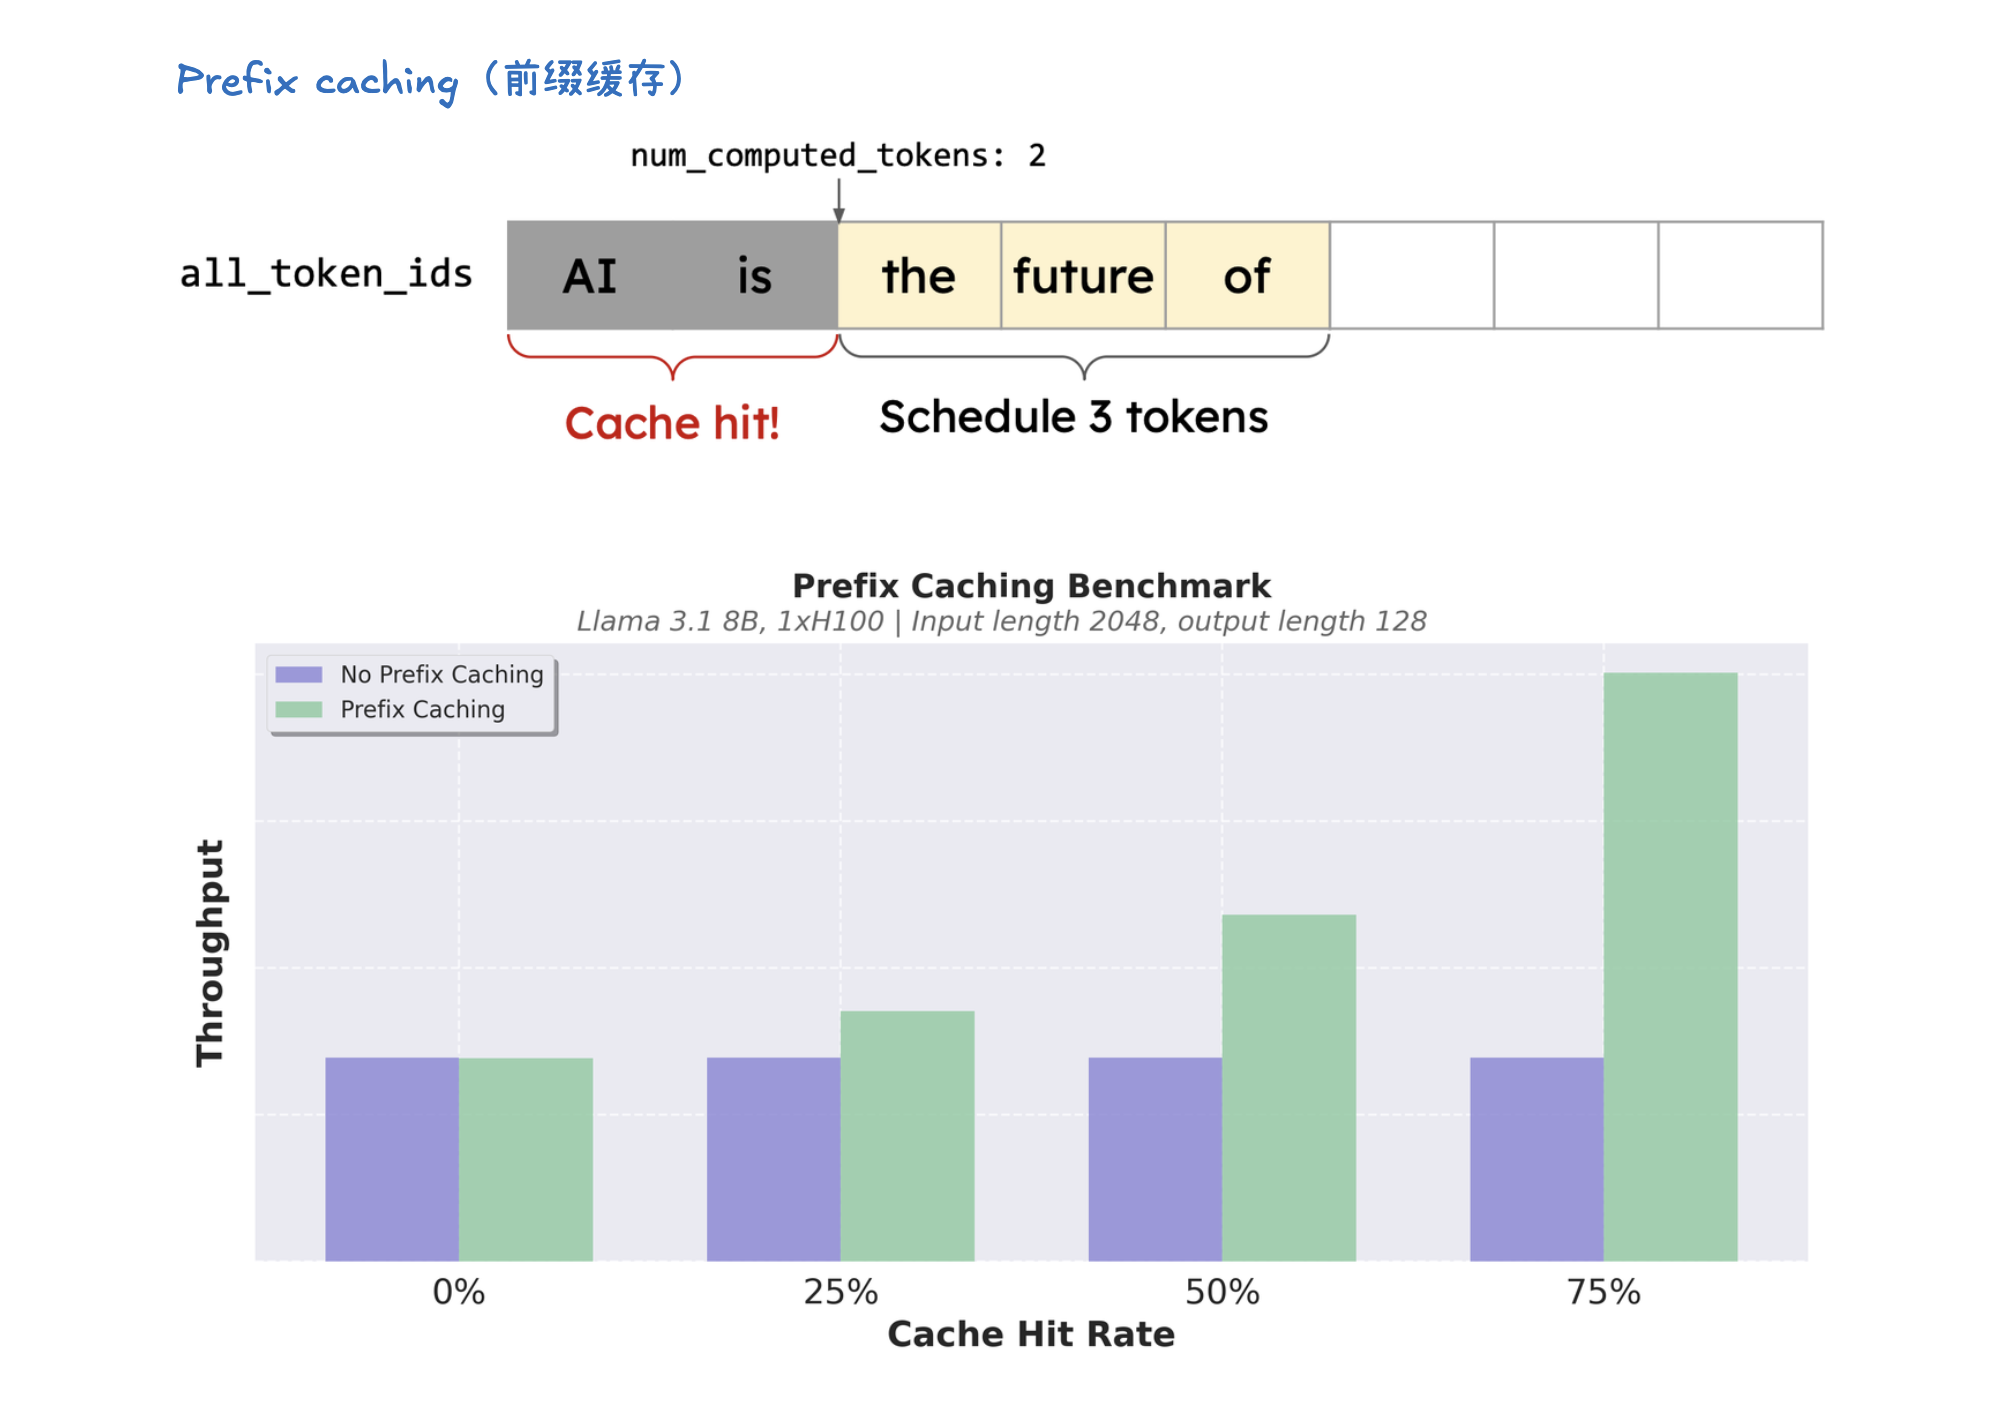 Prefix caching（前缀缓存）
num_computed_tokens: 2
all_token_ids AI is the future of
Cache hit! Schedule 3 tokens
Prefix Caching Benchmark
Llama 3.1 8B, 1xH100 | Input length 2048, output length 128
No Prefix Caching
Prefix Caching
Throughput
0% 25% 50% 75%
Cache Hit Rate